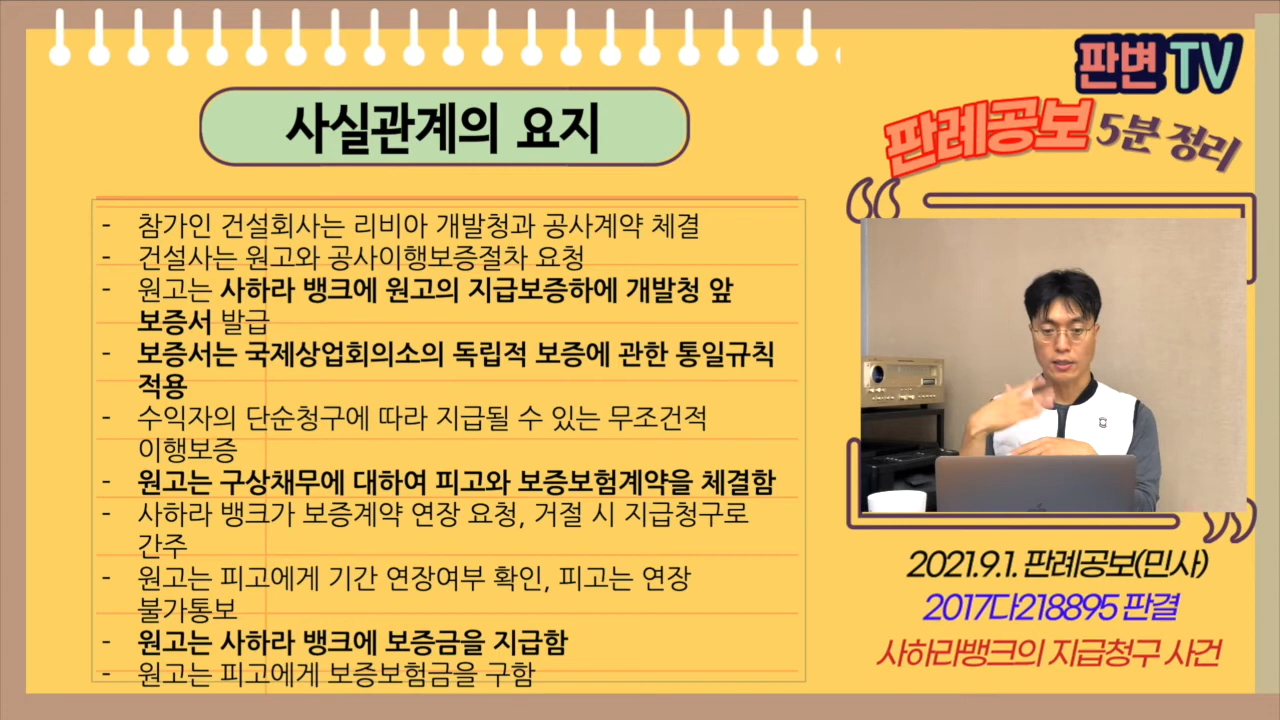 사실관계의 요지
- 참가인 건설회사는 리비아 개발청과 공사계약 체결
- 건설사는 원고와 공사이행보증절차 요청
- 원고는 사하라 뱅크에 원고의 지급보증하에 개발청 앞
보증서 발급
- 보증서는 국제상업회의소의 독립적 보증에 관한 통일규칙
적용
- 수익자의 단순청구에 따라 지급될 수 있는 무조건적
이행보증
- 원고는 구상채무에 대하여 피고와 보증보험계약을 체결함
- 사하라 뱅크가 보증계약 연장 요청, 거절 시 지급청구로
간주
- 원고는 피고에게 기간 연장여부 확인, 피고는 연장
불가통보
- 원고는 사하라 뱅크에 보증금을 지급함
- 원고는 피고에게 보증보험금을 구함
판변 TV
판례공보 5분 정리
2021.9.1. 판례공보(민사)
2017다218895 판결
사하라뱅크의 지급청구 사건